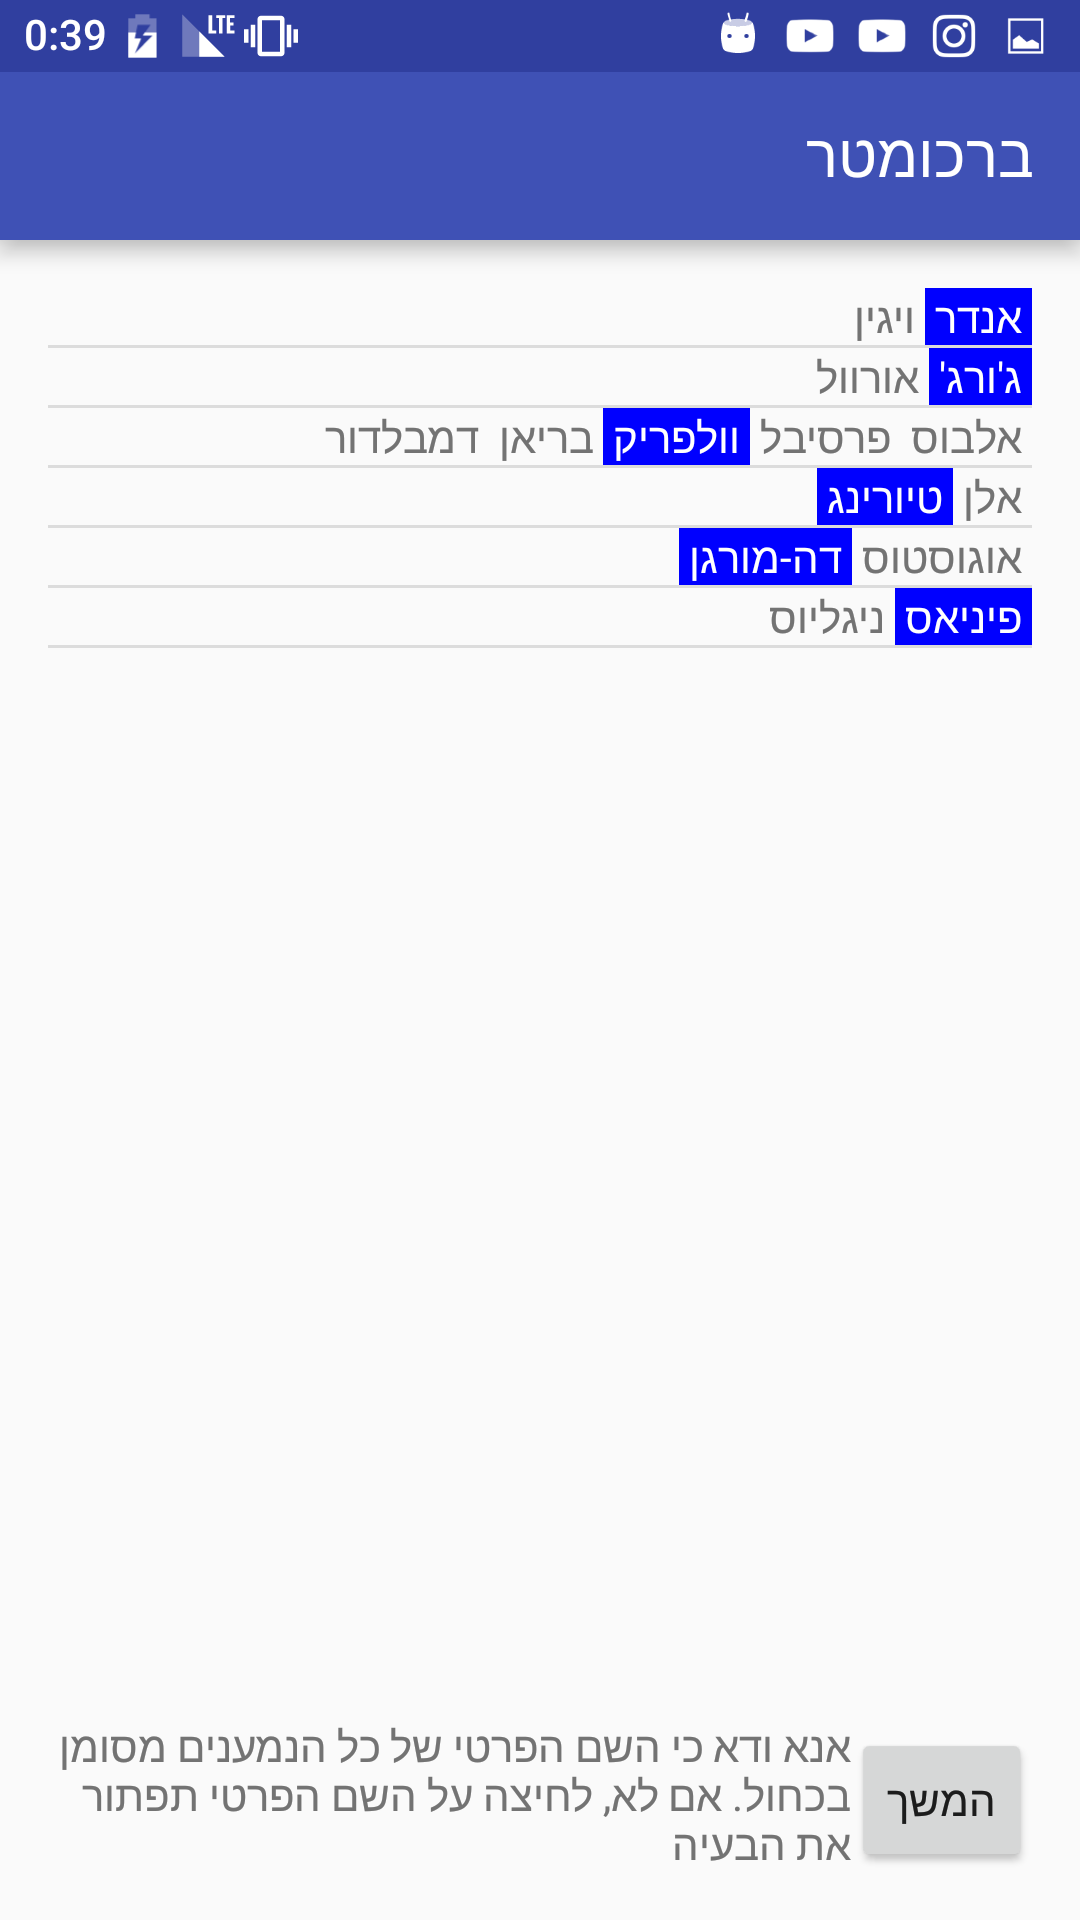 0:39 LTE
ברכומטר
אנדר ויגין
ג'ורג' אורוול
אלבוס פרסיבל וולפריק בריאן דמבלדור
אלן טיורינג
אוגוסטוס דה-מורגן
פיניאס ניגליוס
אנא ודא כי השם הפרטי של כל הנמענים מסומן
בכחול. אם לא, לחיצה על השם הפרטי תפתור
את הבעיה
המשך